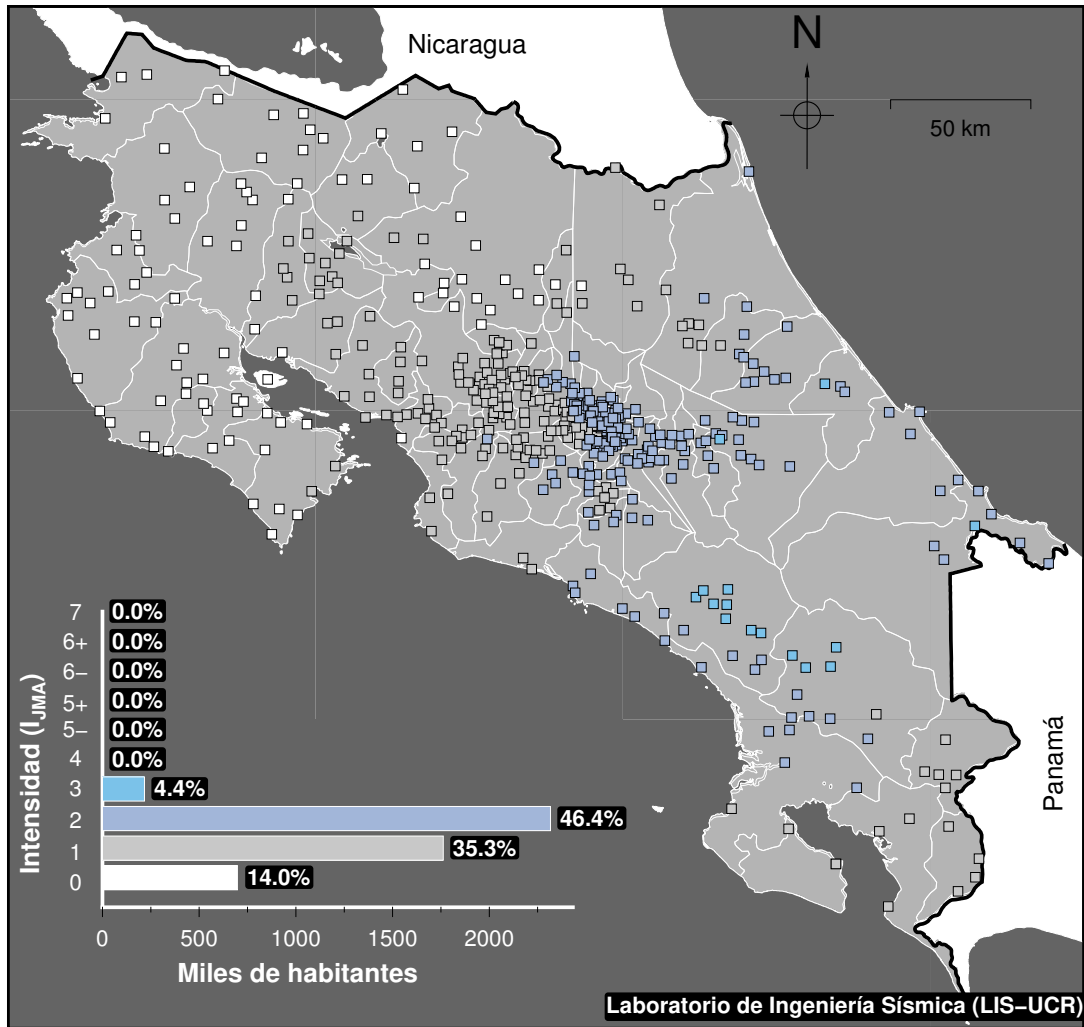 Nicaragua
N
50 km
Panamá
Intensidad (I_JMA)
7 0.0%
6+ 0.0%
6− 0.0%
5+ 0.0%
5− 0.0%
4 0.0%
3 4.4%
2 46.4%
1 35.3%
0 14.0%
0 500 1000 1500 2000
Miles de habitantes
Laboratorio de Ingeniería Sísmica (LIS−UCR)